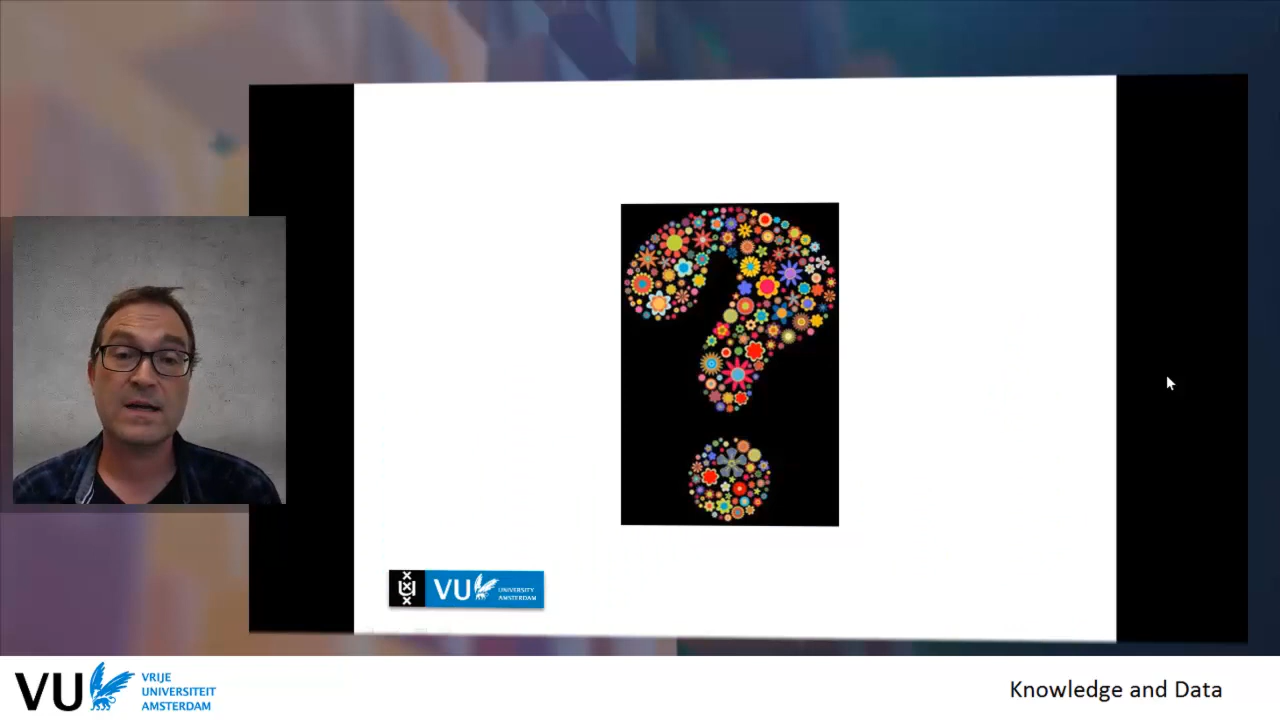 VU
UNIVERSITY
AMSTERDAM
VU
VRIJE
UNIVERSITEIT
AMSTERDAM
Knowledge and Data